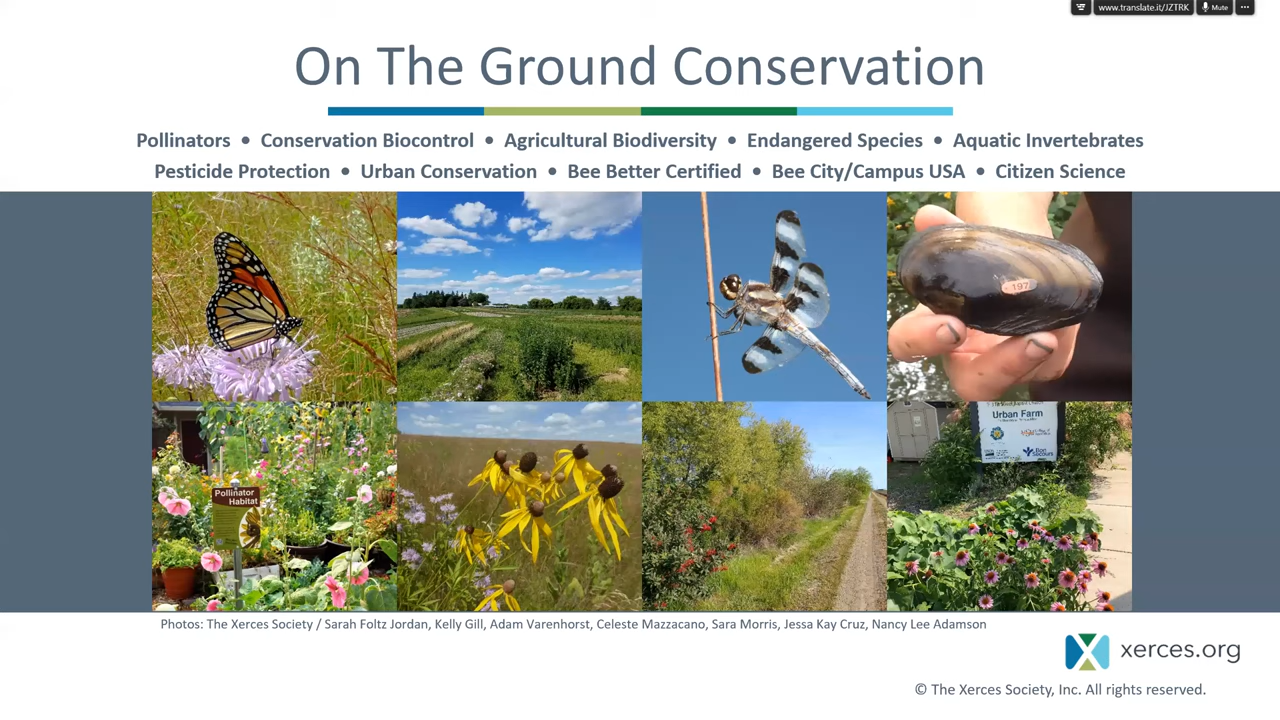 www.translate.it/JZTRK
Mute
On The Ground Conservation
Pollinators • Conservation Biocontrol • Agricultural Biodiversity • Endangered Species • Aquatic Invertebrates
Pesticide Protection • Urban Conservation • Bee Better Certified • Bee City/Campus USA • Citizen Science
197
Pollinator
Habitat
Urban Farm
Bon
Secours
Photos: The Xerces Society / Sarah Foltz Jordan, Kelly Gill, Adam Varenhorst, Celeste Mazzacano, Sara Morris, Jessa Kay Cruz, Nancy Lee Adamson
xerces.org
© The Xerces Society, Inc. All rights reserved.